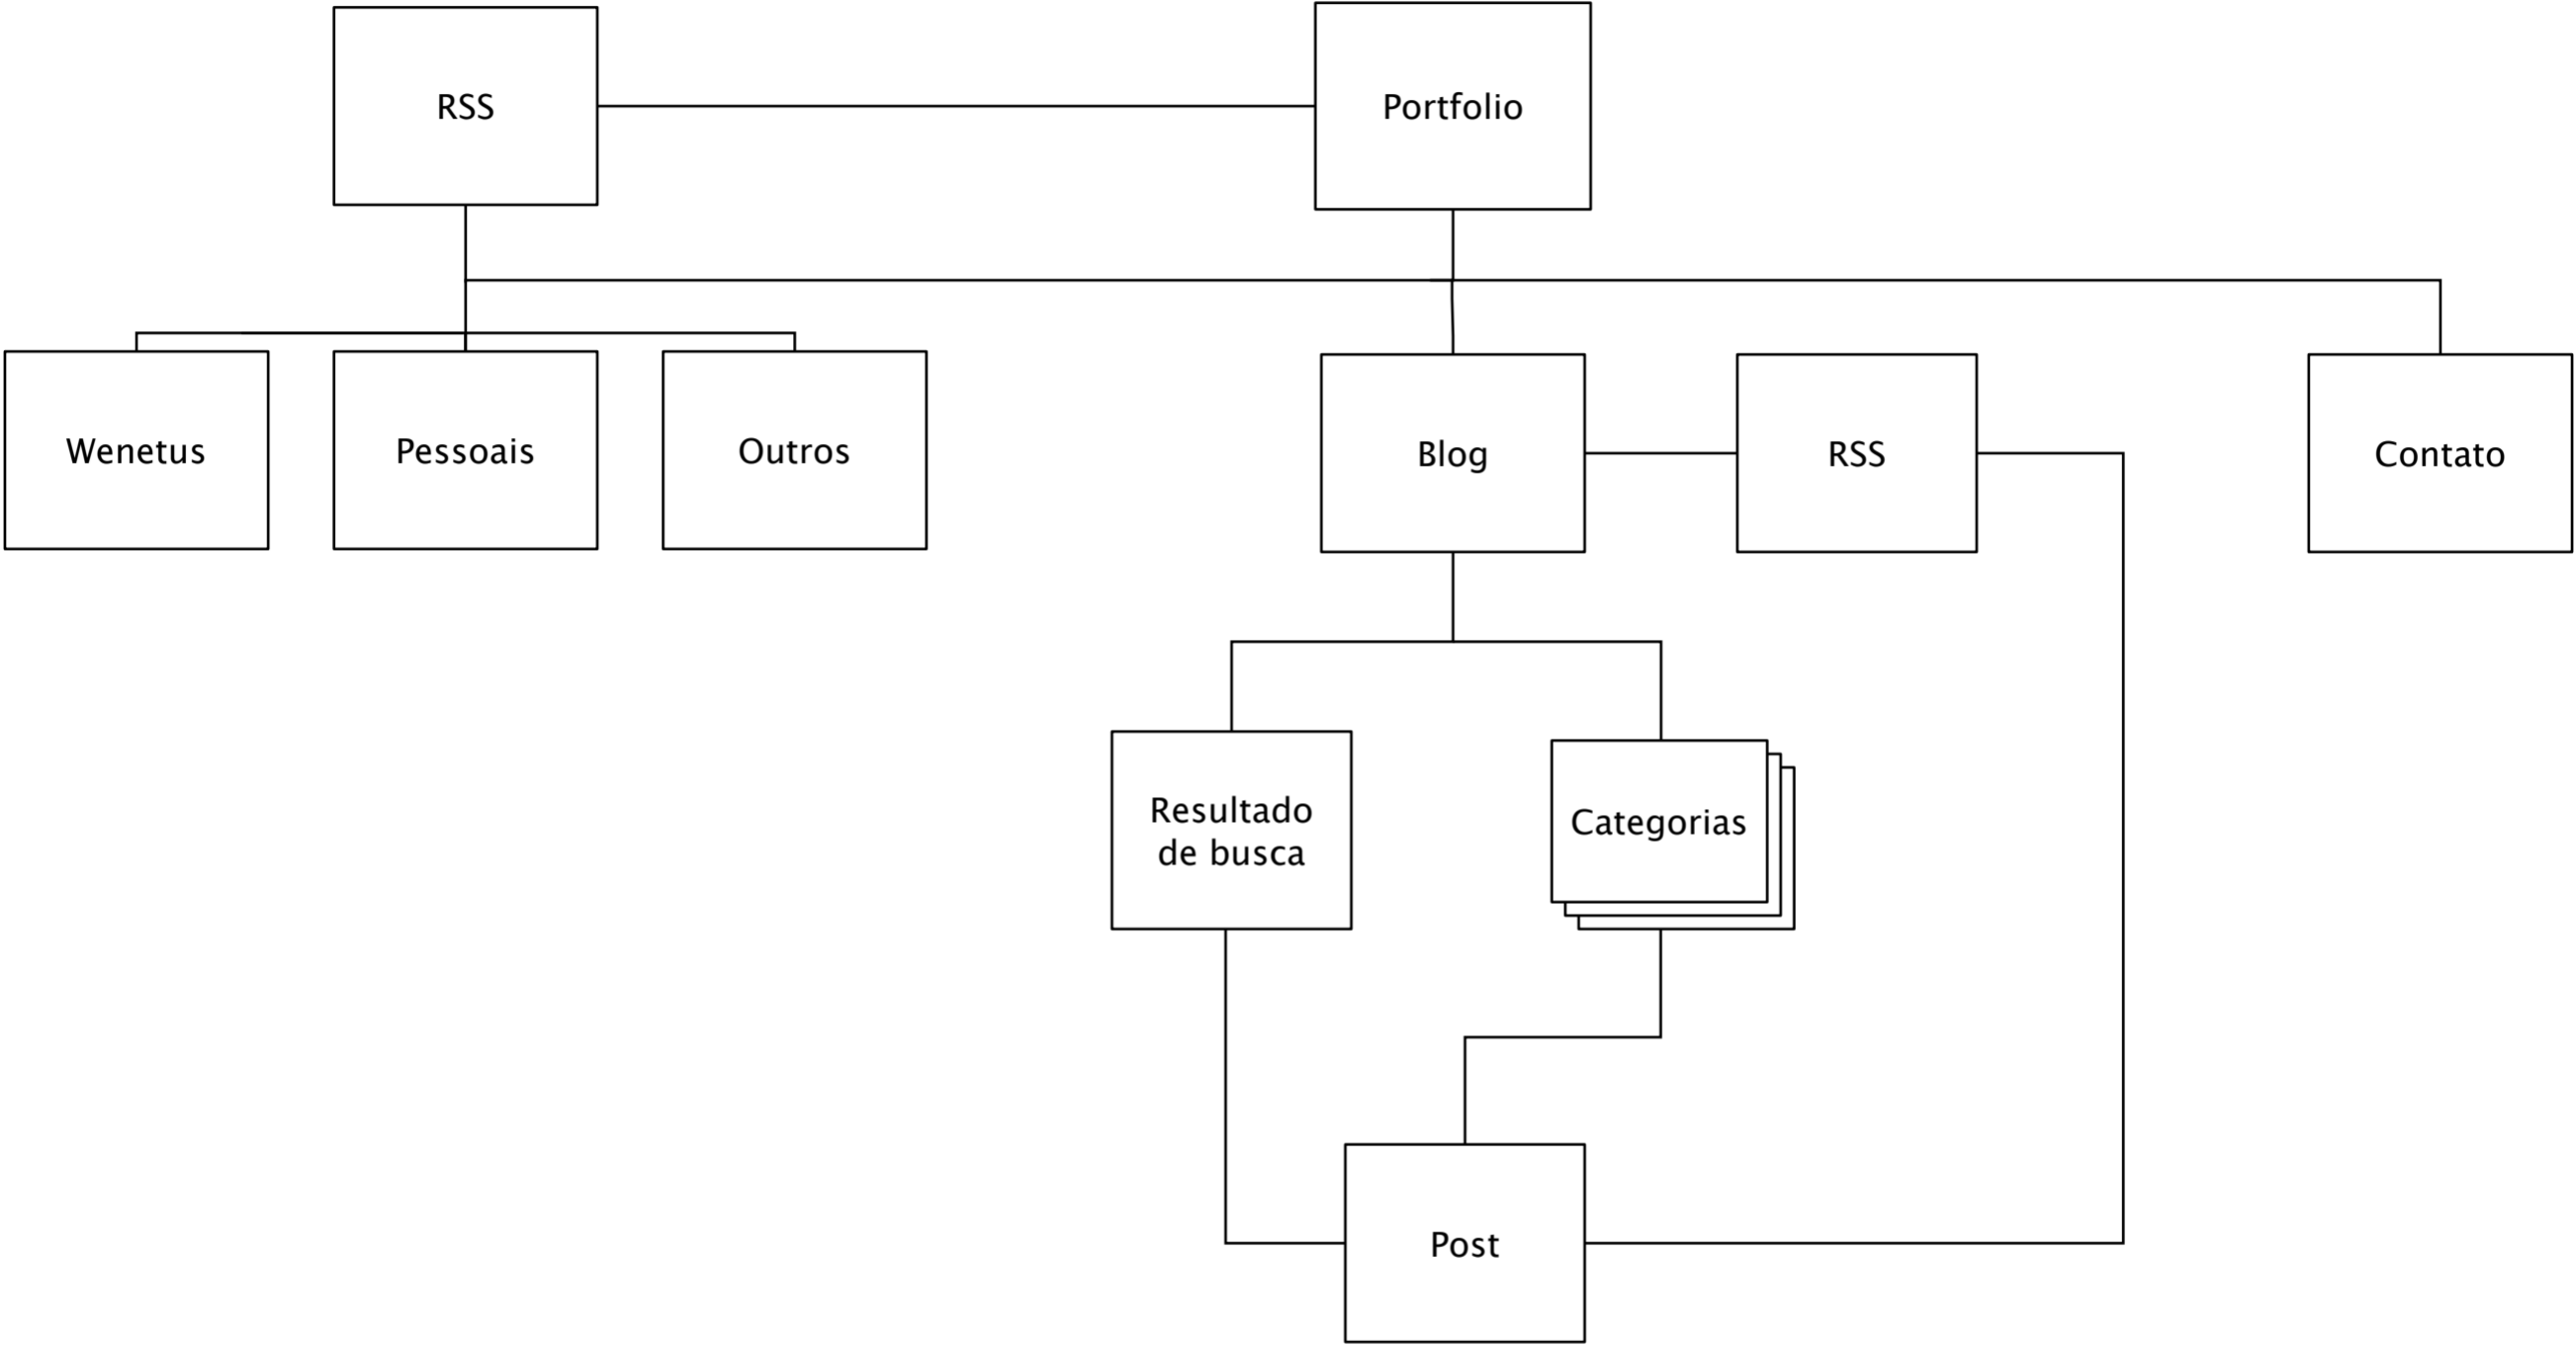 RSS
Portfolio
Wenetus
Pessoais
Outros
Blog
RSS
Contato
Resultado
de busca
Categorias
Post